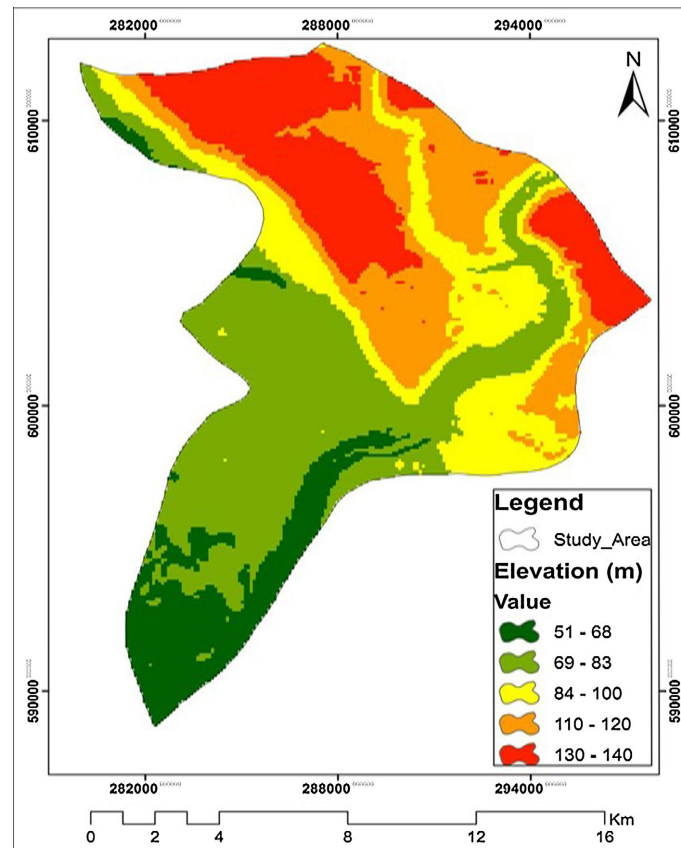 282000 288000 294000
N
610000 610000
600000 600000
Legend
Study_Area
Elevation (m)
Value
51 - 68
69 - 83
84 - 100
110 - 120
130 - 140
590000 590000
282000 288000 294000
Km
0 2 4 8 12 16